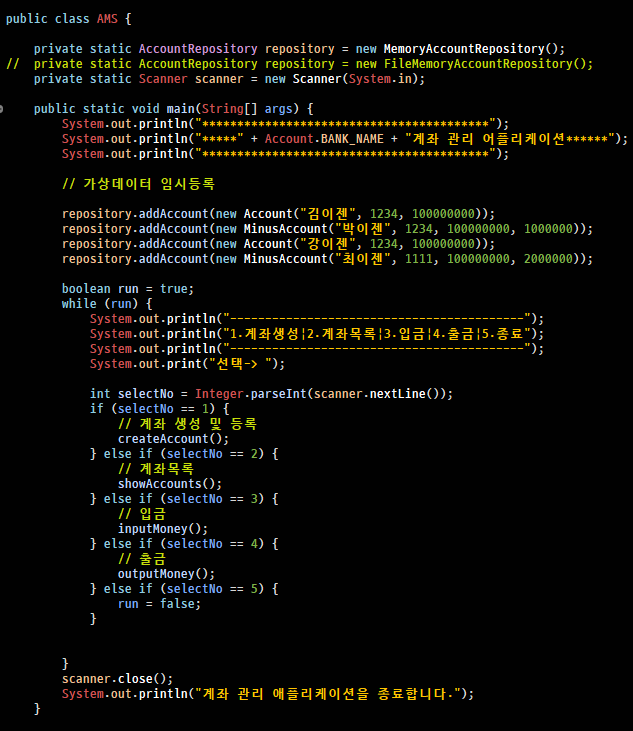 public class AMS {
private static AccountRepository repository = new MemoryAccountRepository();
// private static AccountRepository repository = new FileMemoryAccountRepository();
private static Scanner scanner = new Scanner(System.in);
public static void main(String[] args) {
System.out.println("*****************************************");
System.out.println("*****" + Account.BANK_NAME + "계좌 관리 어플리케이션******");
System.out.println("*****************************************");
// 가상데이터 임시등록
repository.addAccount(new Account("김이젠", 1234, 100000000));
repository.addAccount(new MinusAccount("박이젠", 1234, 100000000, 1000000));
repository.addAccount(new Account("강이젠", 1234, 100000000));
repository.addAccount(new MinusAccount("최이젠", 1111, 100000000, 2000000));
boolean run = true;
while (run) {
System.out.println("------------------------------------------");
System.out.println("1.계좌생성¦2.계좌목록¦3.입금¦4.출금¦5.종료");
System.out.println("------------------------------------------");
System.out.print("선택-> ");
int selectNo = Integer.parseInt(scanner.nextLine());
if (selectNo == 1) {
// 계좌 생성 및 등록
createAccount();
} else if (selectNo == 2) {
// 계좌목록
showAccounts();
} else if (selectNo == 3) {
// 입금
inputMoney();
} else if (selectNo == 4) {
// 출금
outputMoney();
} else if (selectNo == 5) {
run = false;
}
}
scanner.close();
System.out.println("계좌 관리 애플리케이션을 종료합니다.");
}